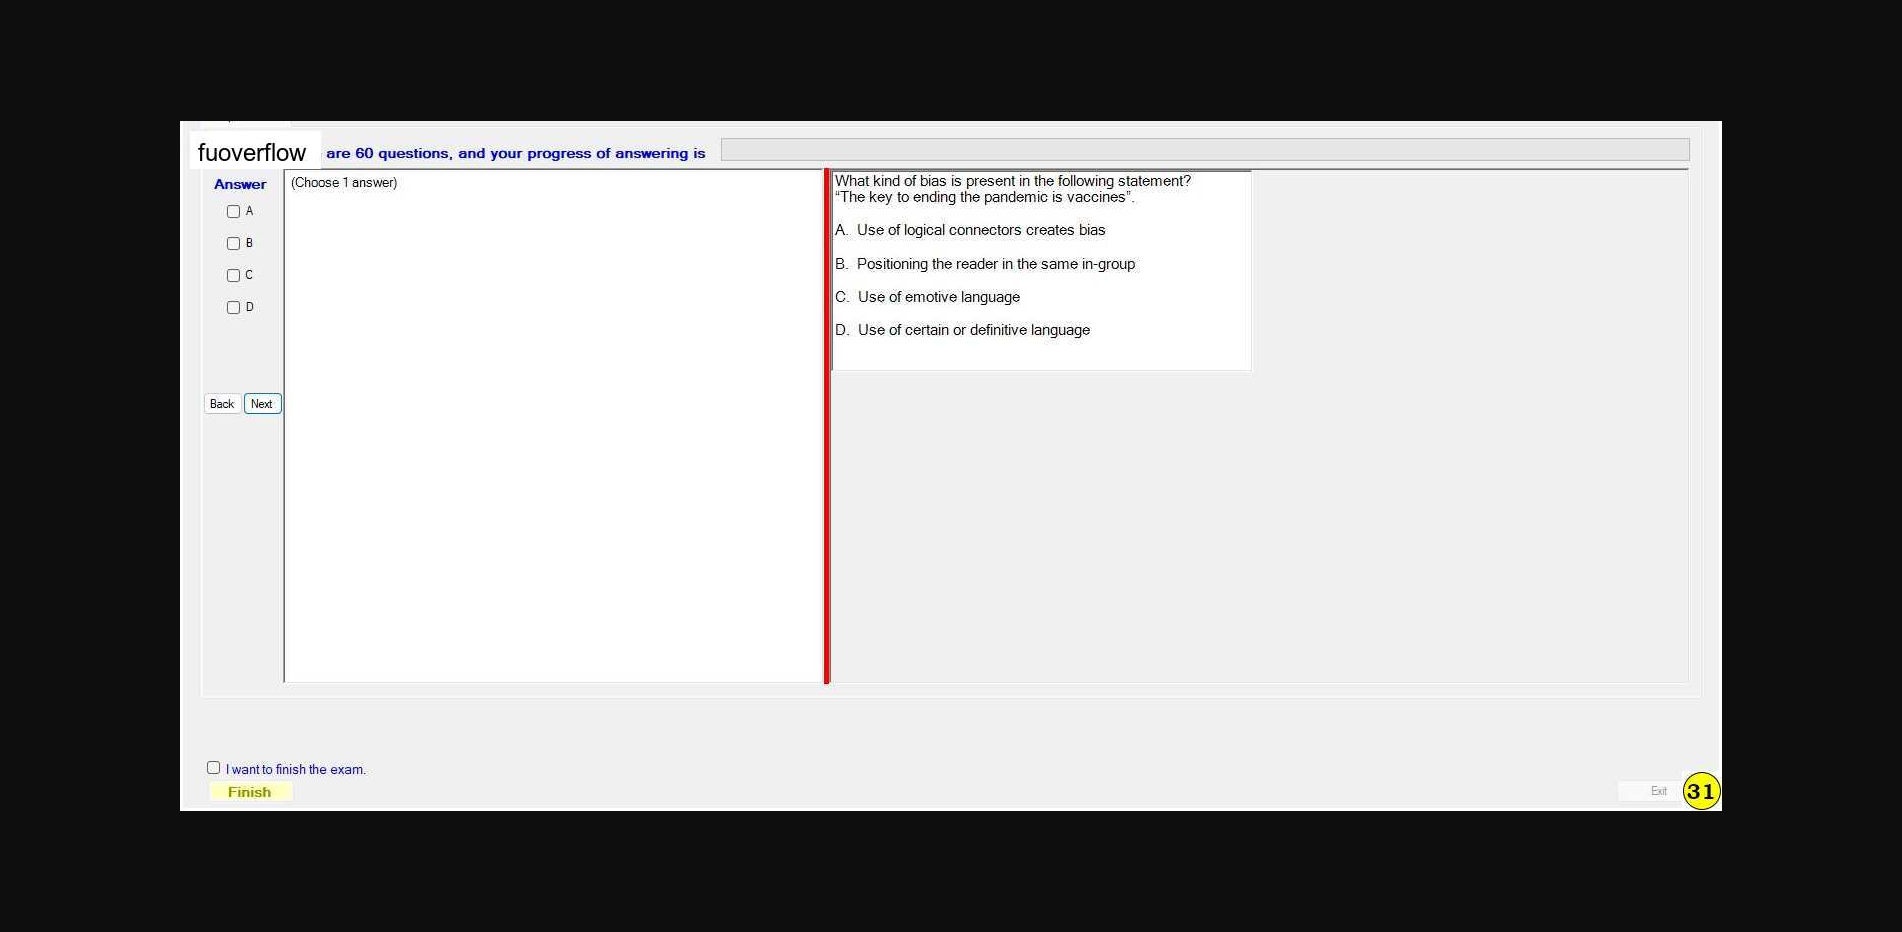 fuoverflow are 60 questions, and your progress of answering is
Answer
A
B
C
D
Back Next
(Choose 1 answer)
What kind of bias is present in the following statement?
“The key to ending the pandemic is vaccines”.
A. Use of logical connectors creates bias
B. Positioning the reader in the same in-group
C. Use of emotive language
D. Use of certain or definitive language
I want to finish the exam.
Finish
Exit
31